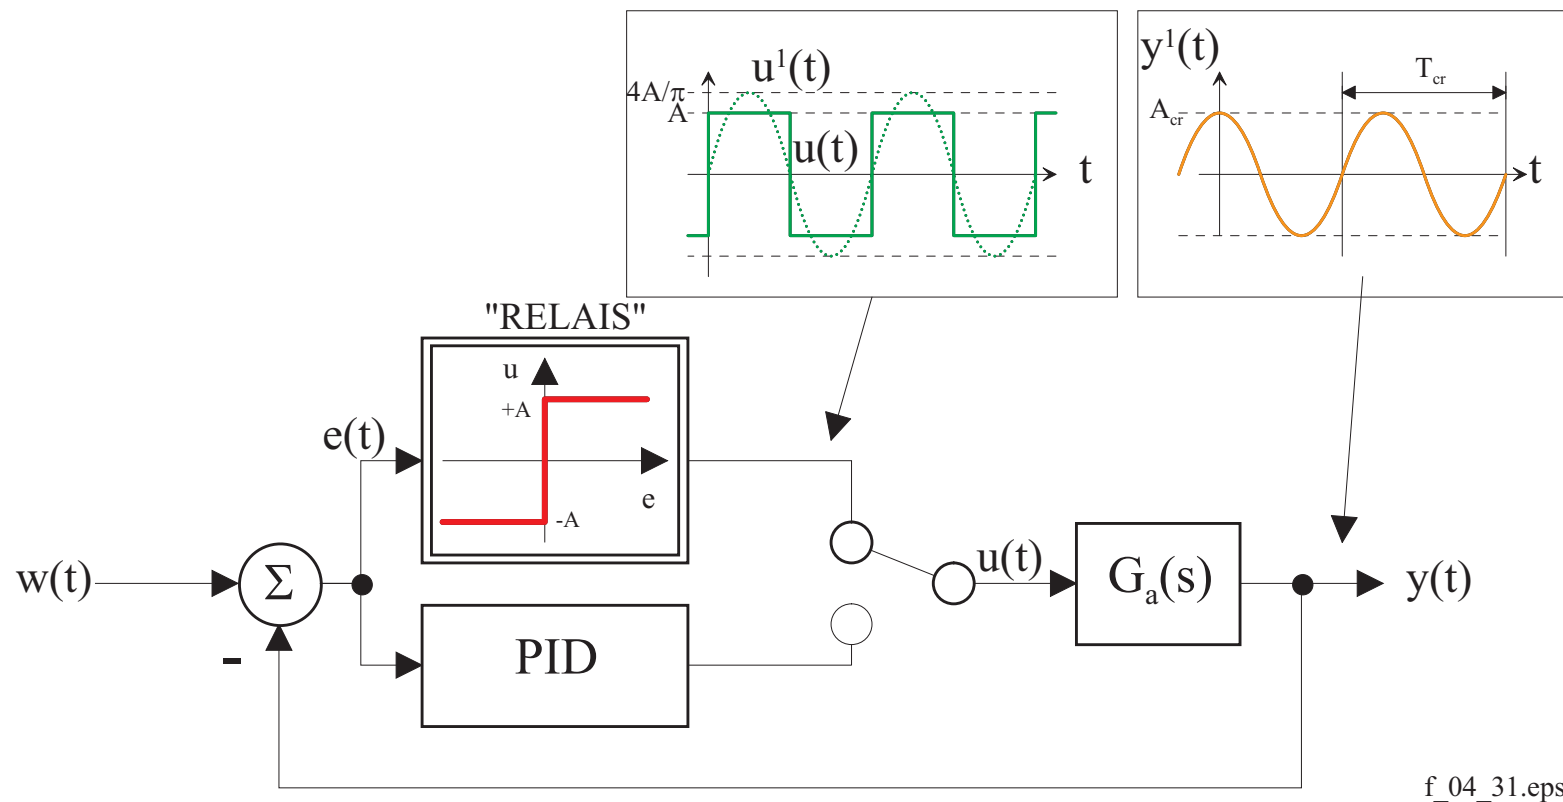 u¹(t)
4A/π
A
u(t)
t
y¹(t)
T_cr
A_cr
t
"RELAIS"
u
+A
e
-A
e(t)
w(t)
Σ
-
PID
u(t)
G_a(s)
y(t)
f_04_31.eps